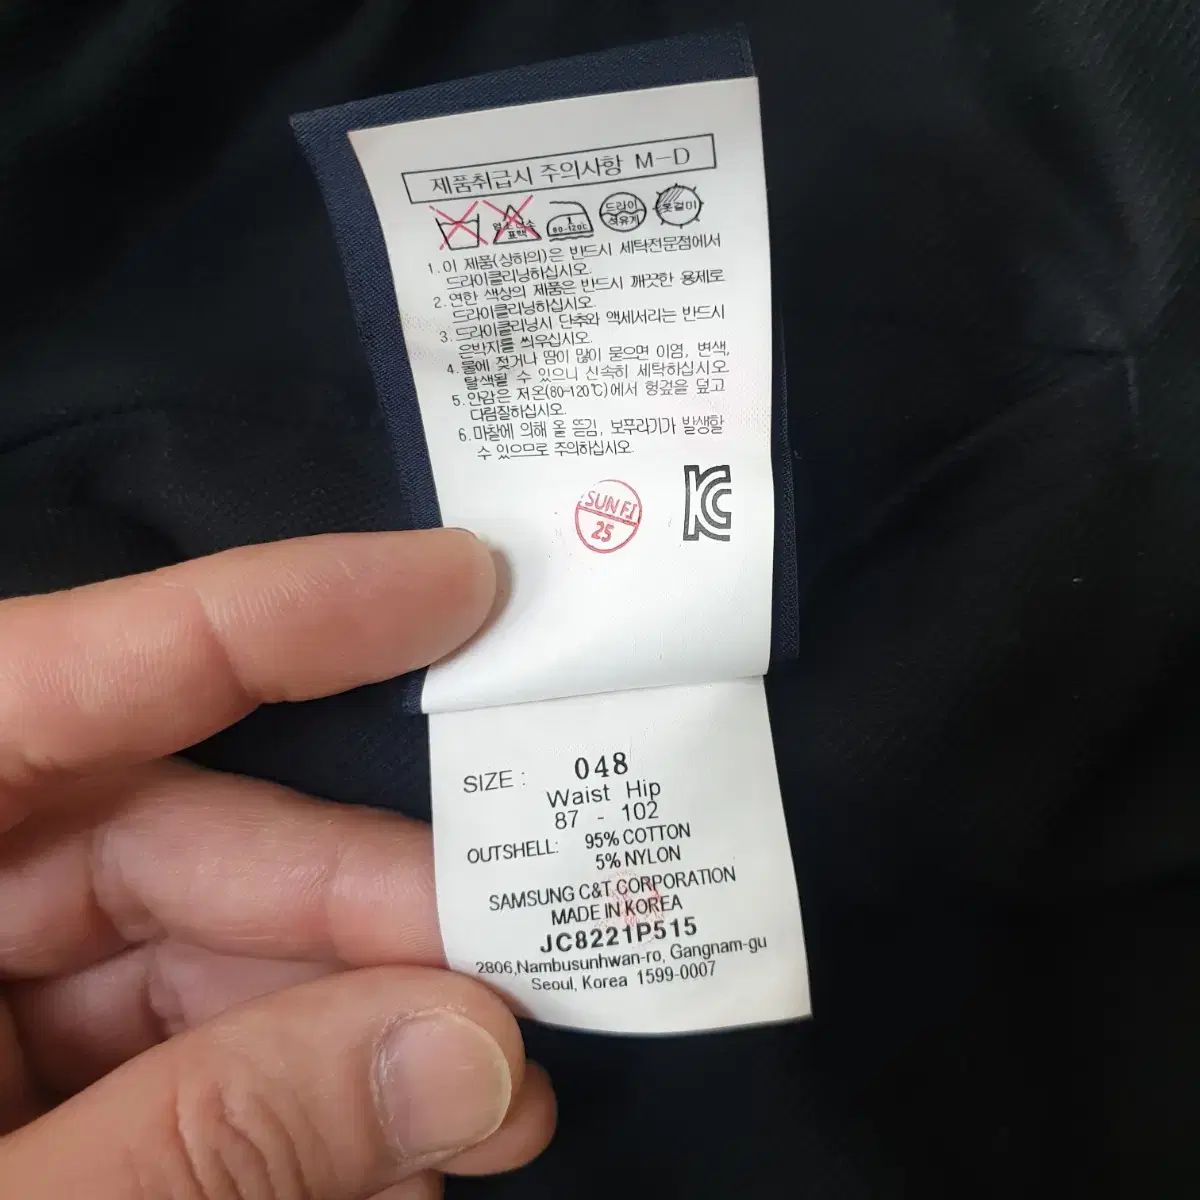 제품취급시 주의사항 M-D
염소산소
표백
1
80-120℃
드라이
석유계
옷걸이
1.이 제품(상하의)은 반드시 세탁전문점에서
드라이클리닝하십시오.
2.연한 색상의 제품은 반드시 깨끗한 용제로
드라이클리닝하십시오.
3.드라이클리닝시 단추와 액세서리는 반드시
은박지를 씌우십시오.
4.물에 젖거나 땀이 많이 묻으면 이염, 변색,
탈색될 수 있으니 신속히 세탁하십시오.
5.안감은 저온(80~120℃)에서 헝겊을 덮고
다림질하십시오.
6.마찰에 의해 올 뜯김, 보푸라기가 발생할
수 있으므로 주의하십시오.
SUN F.I
25
KC
SIZE : 048
Waist Hip
87 - 102
OUTSHELL: 95% COTTON
5% NYLON
SAMSUNG C&T CORPORATION
MADE IN KOREA
JC8221P515
2806,Nambusunhwan-ro, Gangnam-gu
Seoul, Korea 1599-0007